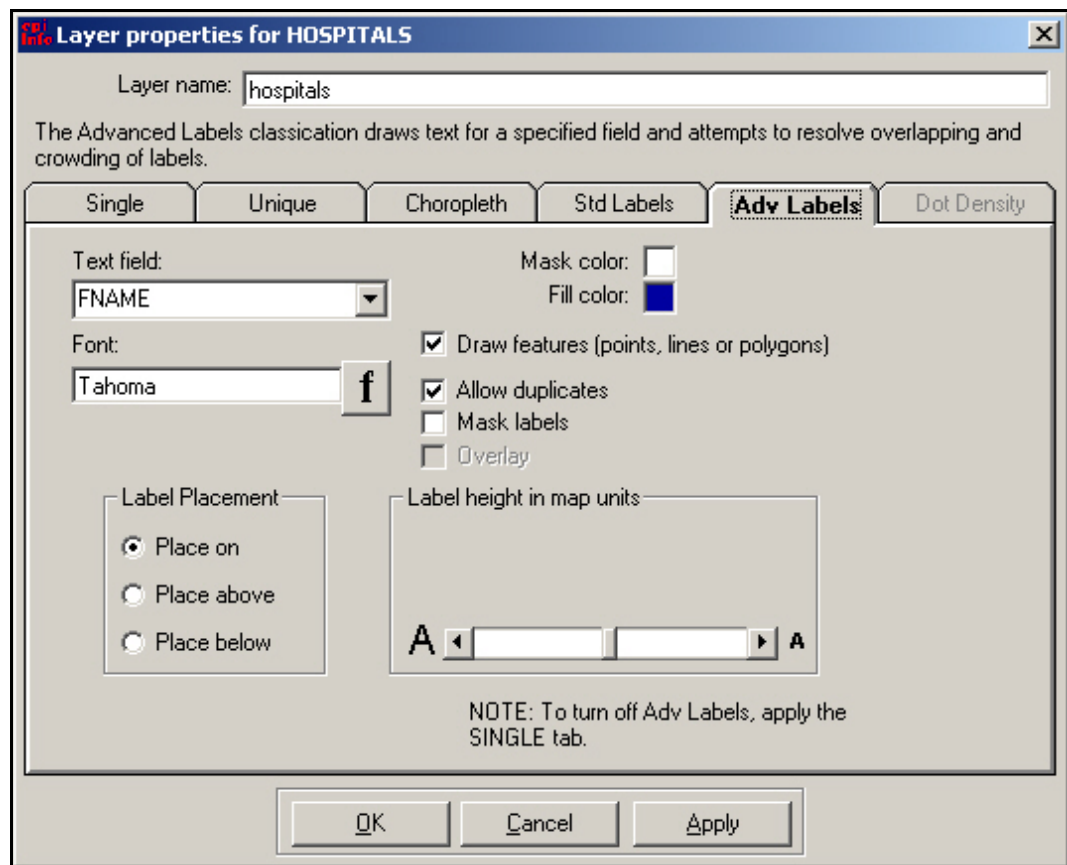 epi info Layer properties for HOSPITALS
Layer name: hospitals
The Advanced Labels classication draws text for a specified field and attempts to resolve overlapping and
crowding of labels.
Single Unique Choropleth Std Labels Adv Labels Dot Density
Text field:
FNAME
Mask color:
Fill color:
Font:
Tahoma f
Draw features (points, lines or polygons)
Allow duplicates
Mask labels
Overlay
Label Placement
Place on
Place above
Place below
Label height in map units
A A
NOTE: To turn off Adv Labels, apply the
SINGLE tab.
OK Cancel Apply